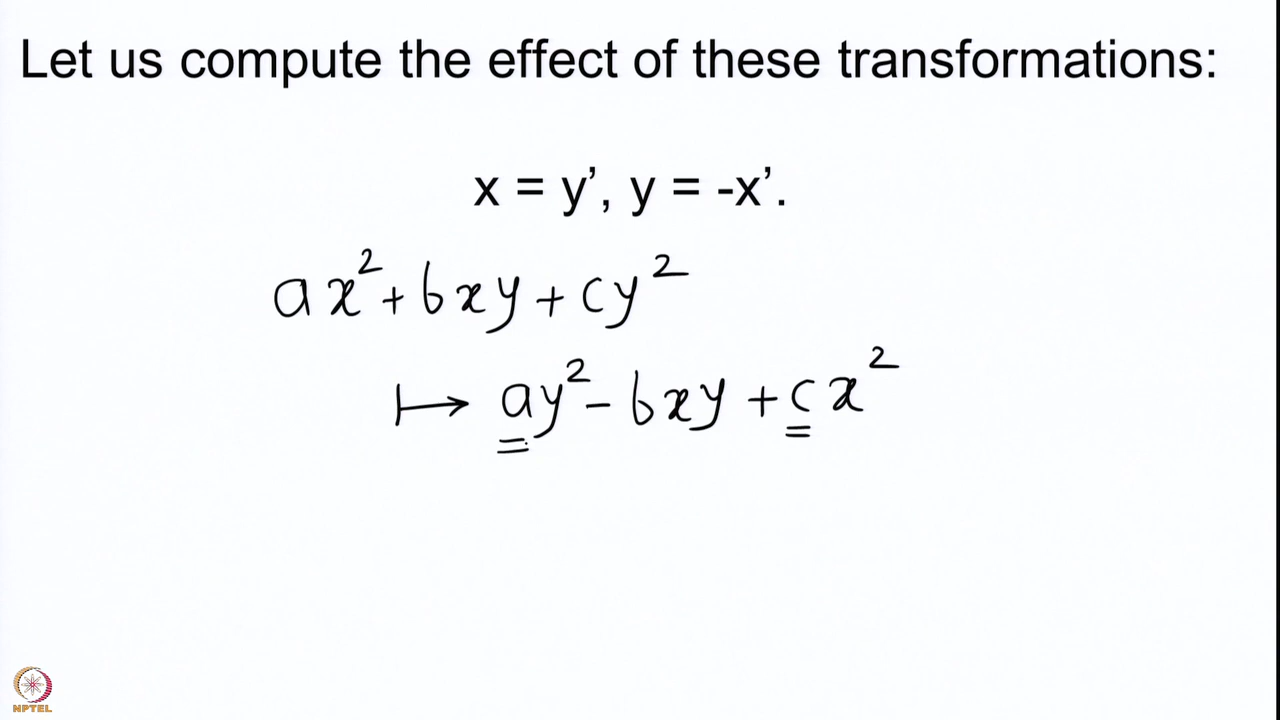 Let us compute the effect of these transformations:
x = y’, y = -x’.
ax²+bxy+cy²
↦ ay²-bxy+cx²
NPTEL